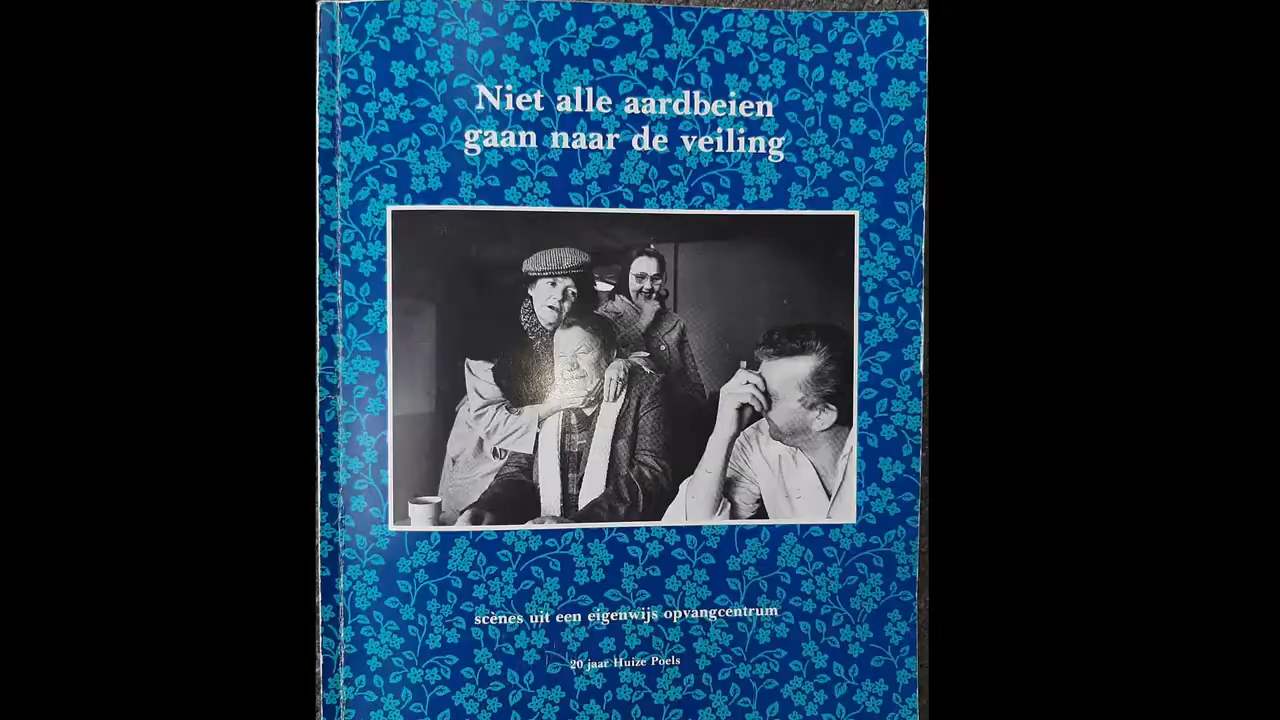 Niet alle aardbeien
gaan naar de veiling
scènes uit een eigenwijs opvangcentrum
20 jaar Huize Poels